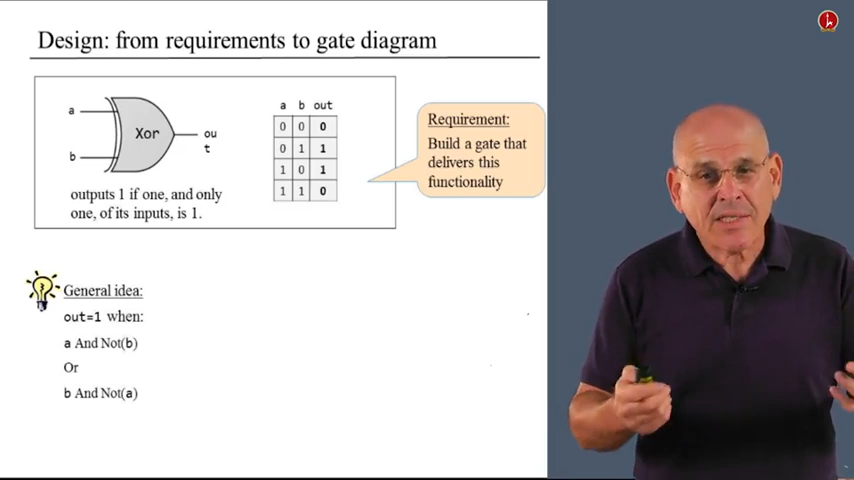 Design: from requirements to gate diagram
a
Xor
ou
t
b
outputs 1 if one, and only
one, of its inputs, is 1.
a b out
0 0 0
0 1 1
1 0 1
1 1 0
Requirement:
Build a gate that
delivers this
functionality
General idea:
out=1 when:
a And Not(b)
Or
b And Not(a)